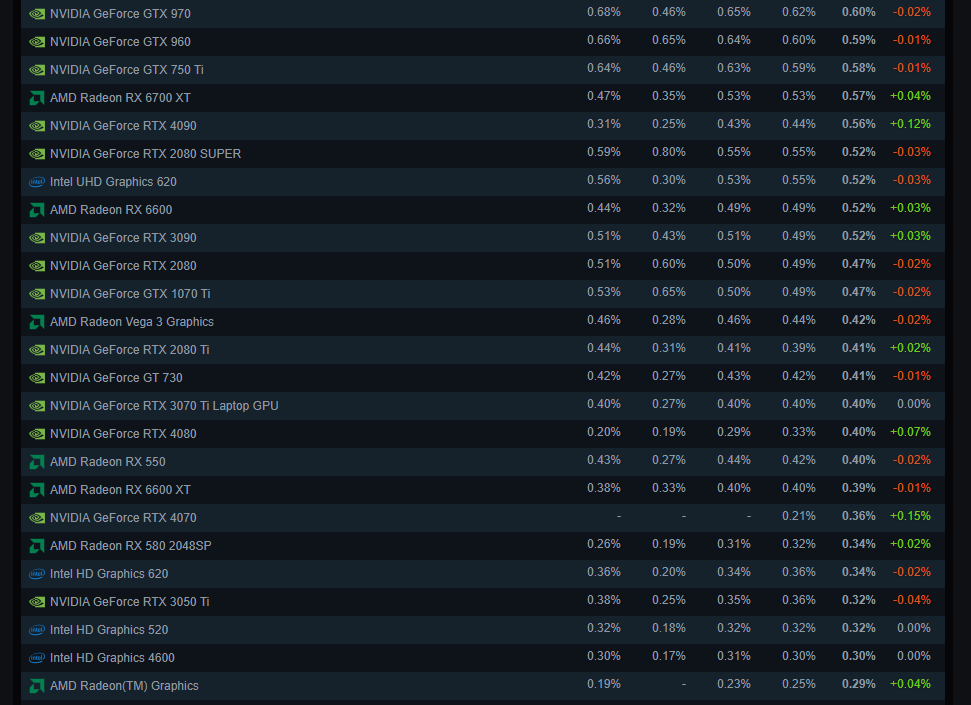 NVIDIA GeForce GTX 970 0.68% 0.46% 0.65% 0.62% 0.60% -0.02%
NVIDIA GeForce GTX 960 0.66% 0.65% 0.64% 0.60% 0.59% -0.01%
NVIDIA GeForce GTX 750 Ti 0.64% 0.46% 0.63% 0.59% 0.58% -0.01%
AMD Radeon RX 6700 XT 0.47% 0.35% 0.53% 0.53% 0.57% +0.04%
NVIDIA GeForce RTX 4090 0.31% 0.25% 0.43% 0.44% 0.56% +0.12%
NVIDIA GeForce RTX 2080 SUPER 0.59% 0.80% 0.55% 0.55% 0.52% -0.03%
intel Intel UHD Graphics 620 0.56% 0.30% 0.53% 0.55% 0.52% -0.03%
AMD Radeon RX 6600 0.44% 0.32% 0.49% 0.49% 0.52% +0.03%
NVIDIA GeForce RTX 3090 0.51% 0.43% 0.51% 0.49% 0.52% +0.03%
NVIDIA GeForce RTX 2080 0.51% 0.60% 0.50% 0.49% 0.47% -0.02%
NVIDIA GeForce GTX 1070 Ti 0.53% 0.65% 0.50% 0.49% 0.47% -0.02%
AMD Radeon Vega 3 Graphics 0.46% 0.28% 0.46% 0.44% 0.42% -0.02%
NVIDIA GeForce RTX 2080 Ti 0.44% 0.31% 0.41% 0.39% 0.41% +0.02%
NVIDIA GeForce GT 730 0.42% 0.27% 0.43% 0.42% 0.41% -0.01%
NVIDIA GeForce RTX 3070 Ti Laptop GPU 0.40% 0.27% 0.40% 0.40% 0.40% 0.00%
NVIDIA GeForce RTX 4080 0.20% 0.19% 0.29% 0.33% 0.40% +0.07%
AMD Radeon RX 550 0.43% 0.27% 0.44% 0.42% 0.40% -0.02%
AMD Radeon RX 6600 XT 0.38% 0.33% 0.40% 0.40% 0.39% -0.01%
NVIDIA GeForce RTX 4070 - - - 0.21% 0.36% +0.15%
AMD Radeon RX 580 2048SP 0.26% 0.19% 0.31% 0.32% 0.34% +0.02%
intel Intel HD Graphics 620 0.36% 0.20% 0.34% 0.36% 0.34% -0.02%
NVIDIA GeForce RTX 3050 Ti 0.38% 0.25% 0.35% 0.36% 0.32% -0.04%
intel Intel HD Graphics 520 0.32% 0.18% 0.32% 0.32% 0.32% 0.00%
intel Intel HD Graphics 4600 0.30% 0.17% 0.31% 0.30% 0.30% 0.00%
AMD Radeon(TM) Graphics 0.19% - 0.23% 0.25% 0.29% +0.04%